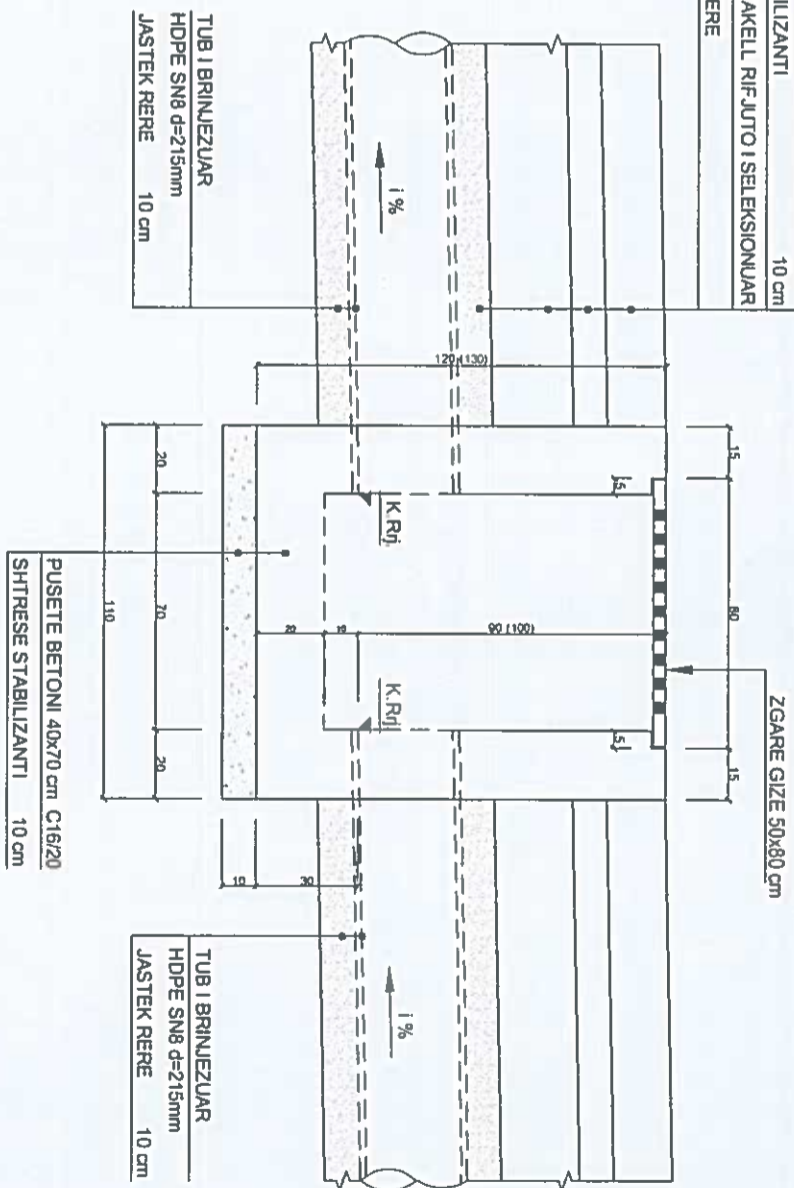 ILIZANTI 10 cm
AKELL RIFJUTO I SELEKSIONUAR
ERE
ZGARE GIZE 50x80 cm
15
80
15
5
5
120 (130)
90 (100)
K.Rrj.
K.Rrj.
i %
i %
10
20
30
10
20
70
20
110
TUB I BRINJEZUAR
HDPE SN8 d=215mm
JASTEK RERE 10 cm
TUB I BRINJEZUAR
HDPE SN8 d=215mm
JASTEK RERE 10 cm
PUSETE BETONI 40x70 cm C16/20
SHTRESE STABILIZANTI 10 cm